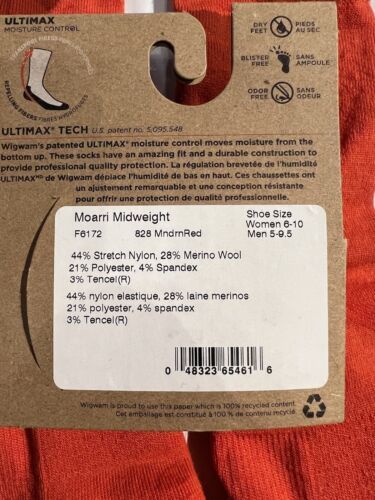 ULTIMAX
MOISTURE CONTROL
DRY FEET
PIEDS AU SEC
BLISTER FREE
SANS AMPOULE
ODOR FREE
SANS ODEUR
REPELLING FIBERS FIBRES HYDROPHOBES
ULTIMAX® TECH U.S. patent no. 5,095,548
Wigwam's patented ULTIMAX® moisture control moves moisture from the
bottom up. These socks have an amazing fit and a durable construction to
provide professional quality protection. La régulation brevetée de l'humidité
ULTIMAXMD de Wigwam déplace l'humidité de bas en haut. Ces chaussettes ont
un ajustement remarquable et une conception résistante
pour offrir une protection de qualité professionnelle.
Moarri Midweight
F6172 828 MndrnRed
Shoe Size
Women 6-10
Men 5-9.5
44% Stretch Nylon, 28% Merino Wool
21% Polyester, 4% Spandex
3% Tencel(R)
44% nylon elastique, 28% laine merinos
21% polyester, 4% spandex
3% Tencel(R)
0 48323 65461 6
Wigwam is proud to use this paper which is 100% recycled content.
Cet emballage est constitué à 100 % de contenu recyclé.